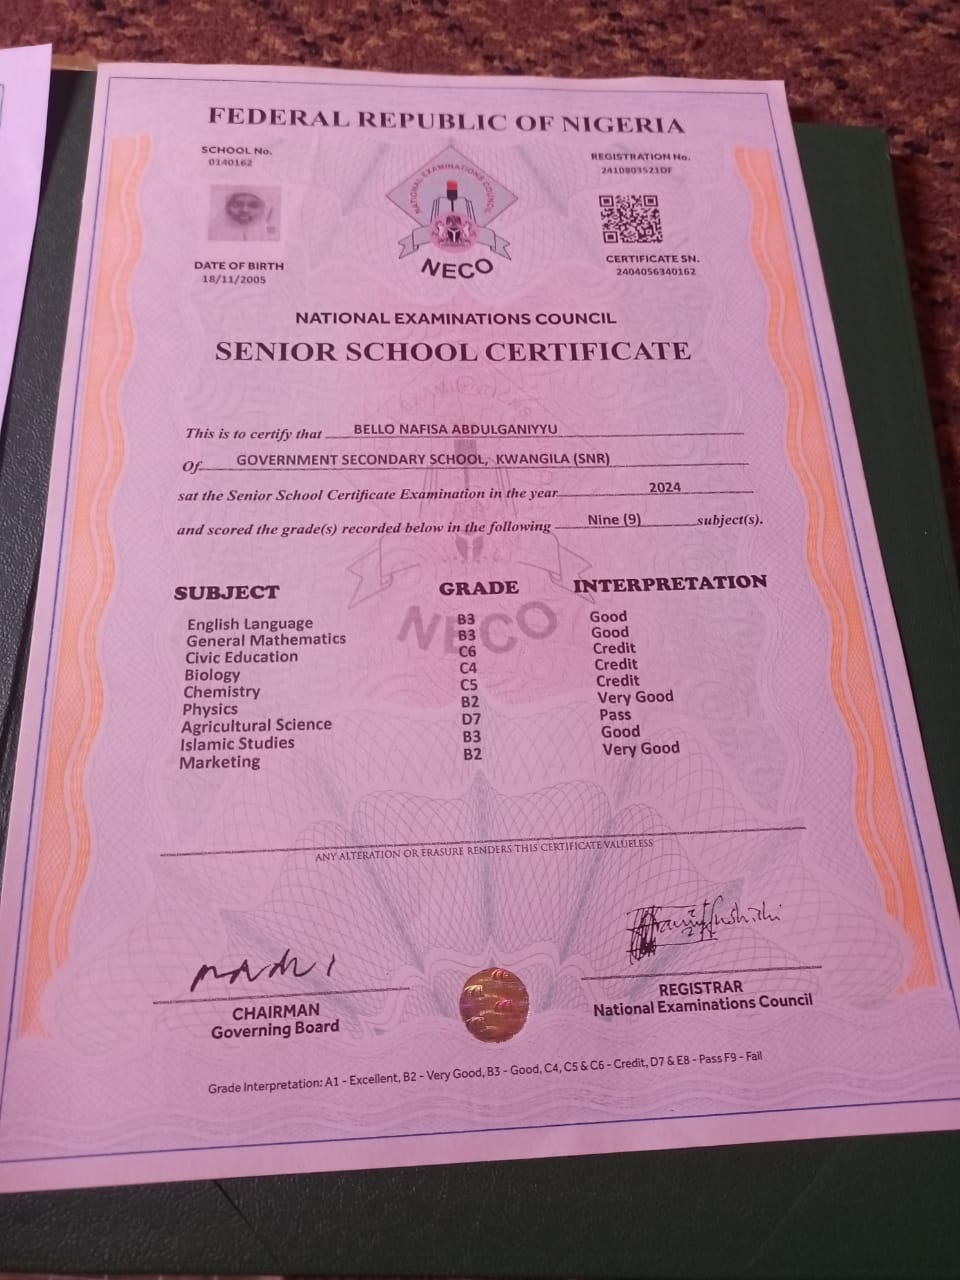 FEDERAL REPUBLIC OF NIGERIA
SCHOOL No.
0140162
REGISTRATION No.
2410803521DF
NATIONAL EXAMINATIONS COUNCIL
NECO
DATE OF BIRTH
18/11/2005
CERTIFICATE SN.
2404056340162
NATIONAL EXAMINATIONS COUNCIL
SENIOR SCHOOL CERTIFICATE
This is to certify that BELLO NAFISA ABDULGANIYYU
Of GOVERNMENT SECONDARY SCHOOL, KWANGILA (SNR)
sat the Senior School Certificate Examination in the year 2024
and scored the grade(s) recorded below in the following Nine (9) subject(s).
NECO
SUBJECT GRADE INTERPRETATION
English Language B3 Good
General Mathematics B3 Good
Civic Education C6 Credit
Biology C4 Credit
Chemistry C5 Credit
Physics B2 Very Good
Agricultural Science D7 Pass
Islamic Studies B3 Good
Marketing B2 Very Good
ANY ALTERATION OR ERASURE RENDERS THIS CERTIFICATE VALUELESS
CHAIRMAN
Governing Board
REGISTRAR
National Examinations Council
Grade Interpretation: A1 - Excellent, B2 - Very Good, B3 - Good, C4, C5 & C6 - Credit, D7 & E8 - Pass F9 - Fail